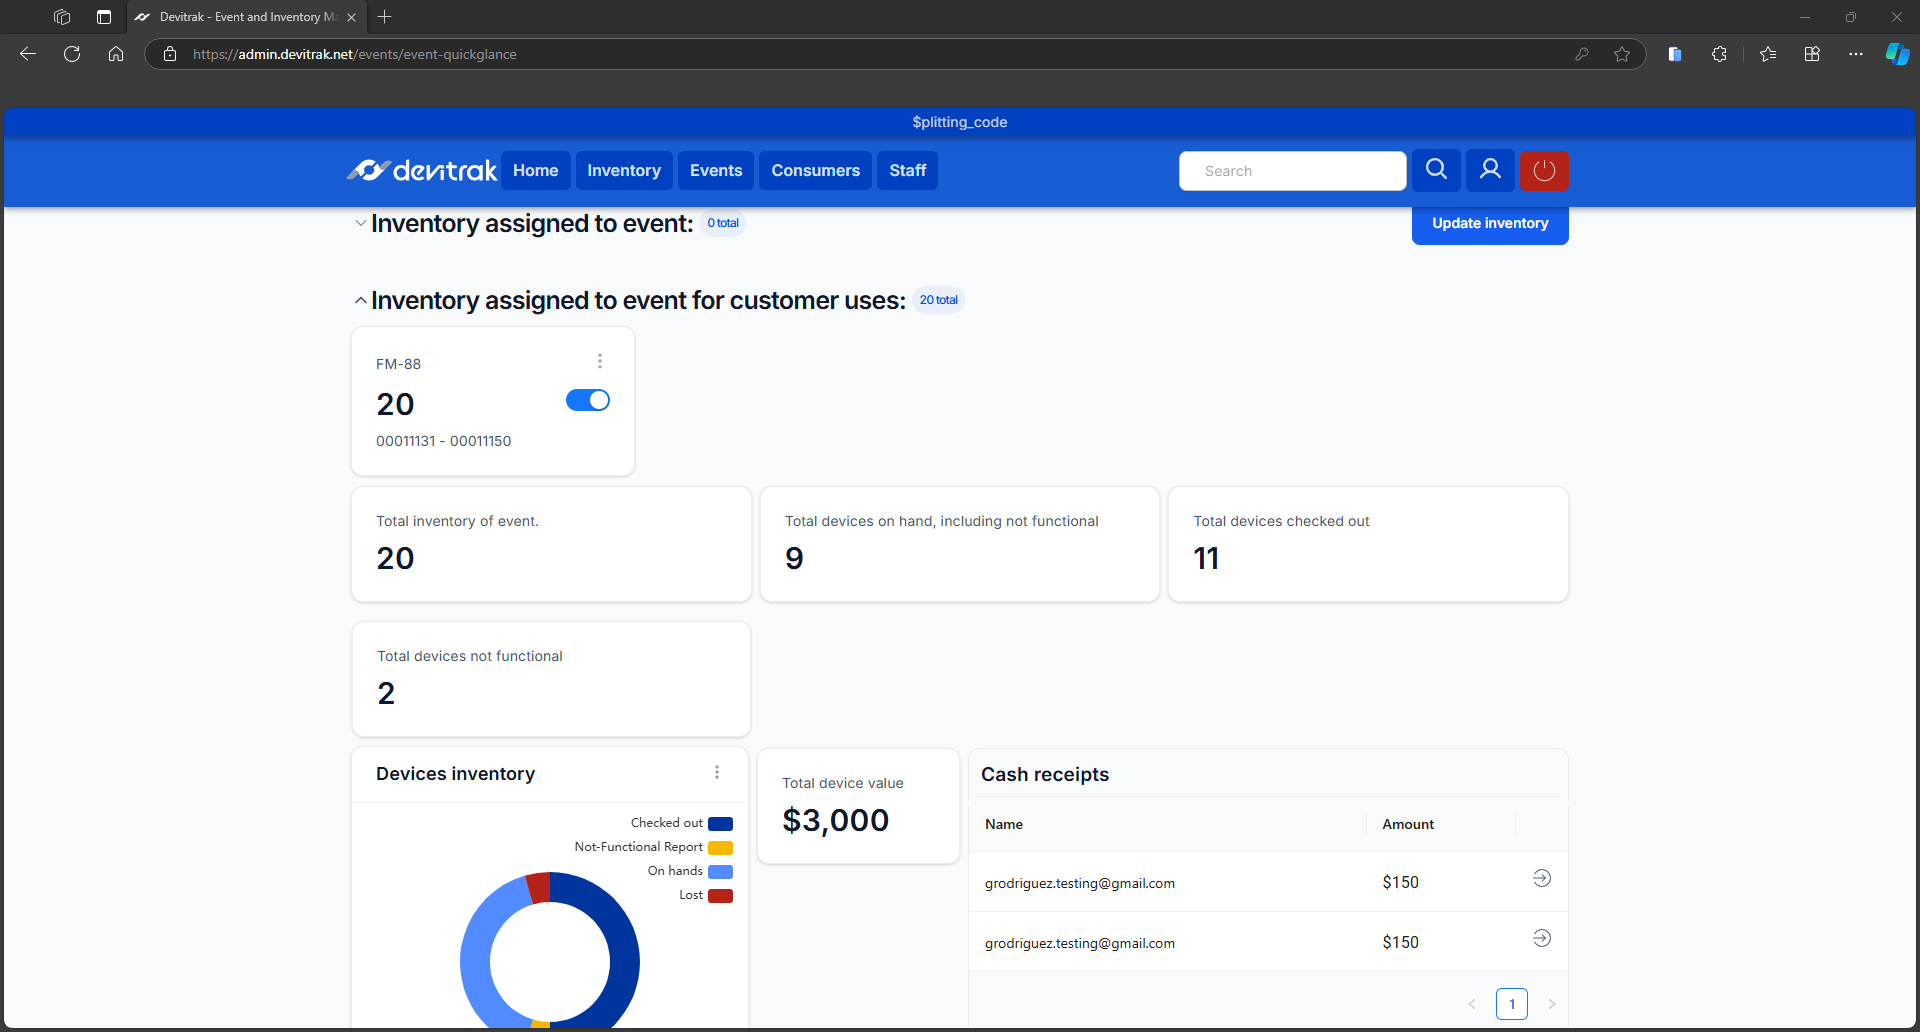 Devitrak - Event and Inventory Ma
https://admin.devitrak.net/events/event-quickglance
$plitting_code
devitrak
Home
Inventory
Events
Consumers
Staff
Search
Inventory assigned to event: 0 total
Update inventory
Inventory assigned to event for customer uses: 20 total
FM-88
20
00011131 - 00011150
Total inventory of event.
20
Total devices on hand, including not functional
9
Total devices checked out
11
Total devices not functional
2
Devices inventory
Checked out
Not-Functional Report
On hands
Lost
Total device value
$3,000
Cash receipts
Name Amount
grodriguez.testing@gmail.com $150
grodriguez.testing@gmail.com $150
1